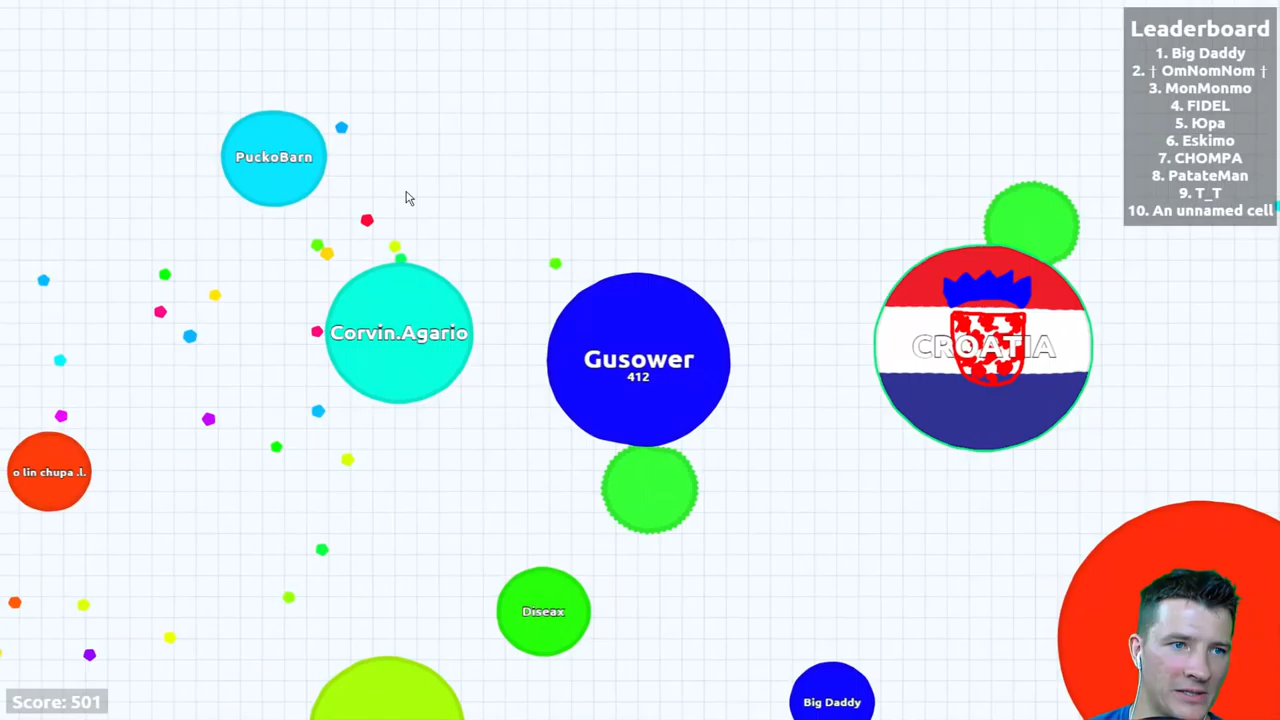 Leaderboard
1. Big Daddy
2. † OmNomNom †
3. MonMonmo
4. FIDEL
5. Юра
6. Eskimo
7. CHOMPA
8. PatateMan
9. T_T
10. An unnamed cell
PuckoBarn
Corvin.Agario
Gusower
412
CROATIA
o lin chupa .l.
Diseax
Big Daddy
Score: 501